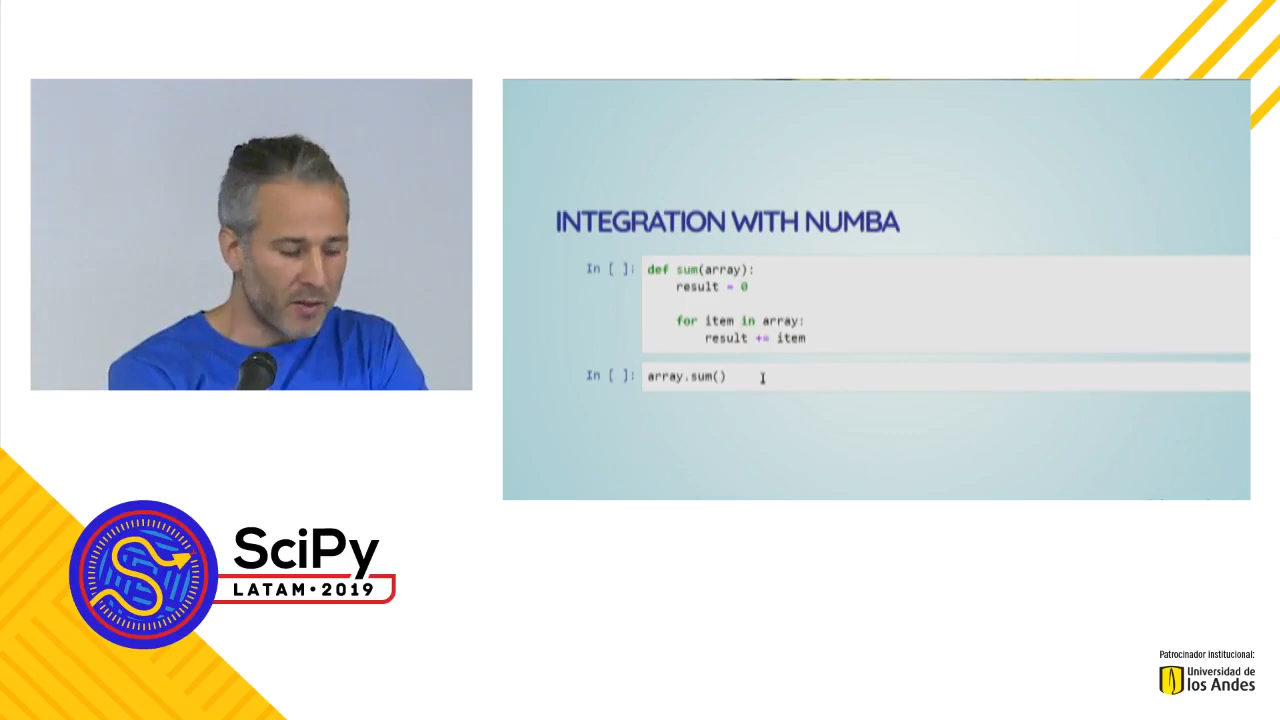 INTEGRATION WITH NUMBA
In [ ]:
def sum(array):
    result = 0
    for item in array:
        result += item
In [ ]:
array.sum()
SciPy
LATAM•2019
Patrocinador institucional:
Universidad de
los Andes